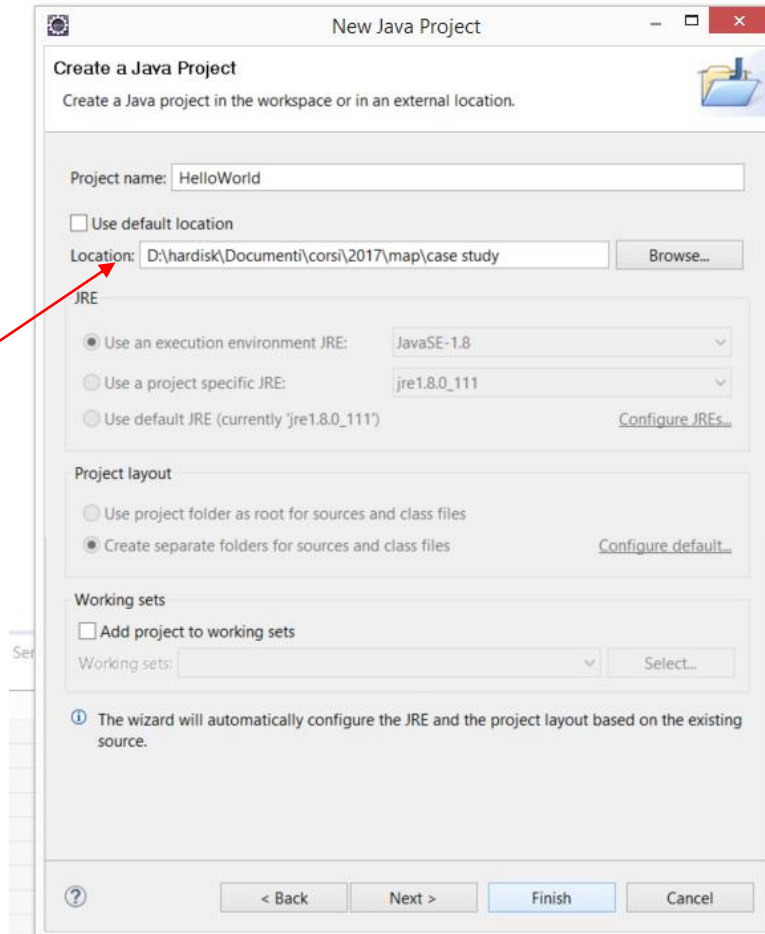 New Java Project
Create a Java Project
Create a Java project in the workspace or in an external location.
Project name: HelloWorld
Use default location
Location: D:\hardisk\Documenti\corsi\2017\map\case study Browse...
JRE
Use an execution environment JRE: JavaSE-1.8
Use a project specific JRE: jre1.8.0_111
Use default JRE (currently 'jre1.8.0_111') Configure JREs...
Project layout
Use project folder as root for sources and class files
Create separate folders for sources and class files Configure default...
Working sets
Add project to working sets
Ser
Working sets: Select...
The wizard will automatically configure the JRE and the project layout based on the existing
source.
? < Back Next > Finish Cancel